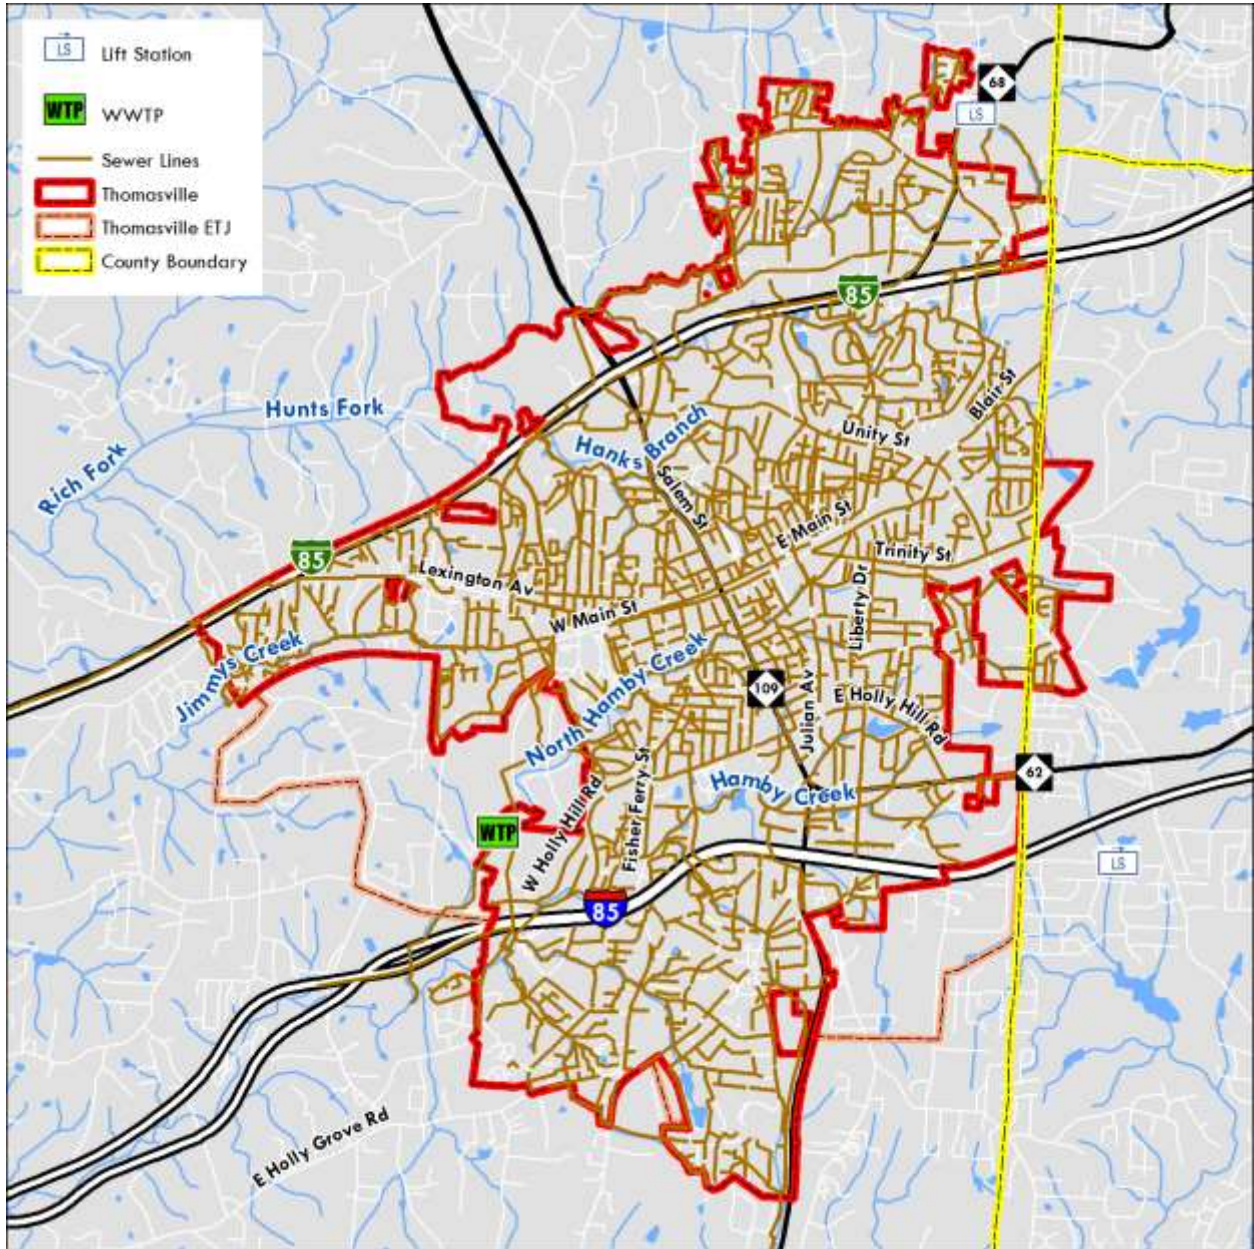 LS Lift Station
WTP WWTP
Sewer Lines
Thomasville
Thomasville ETJ
County Boundary
68
LS
85
Blair St
Hunts Fork
Hanks Branch
Unity St
Rich Fork
Salem St
E Main St
85
Trinity St
Lexington Av
Liberty Dr
W Main St
Jimmys Creek
North Hamby Creek
109
Julian Av
E Holly Hill Rd
62
Hamby Creek
WTP
W Holly Hill Rd
Fisher Ferry St
LS
85
E Holly Grove Rd